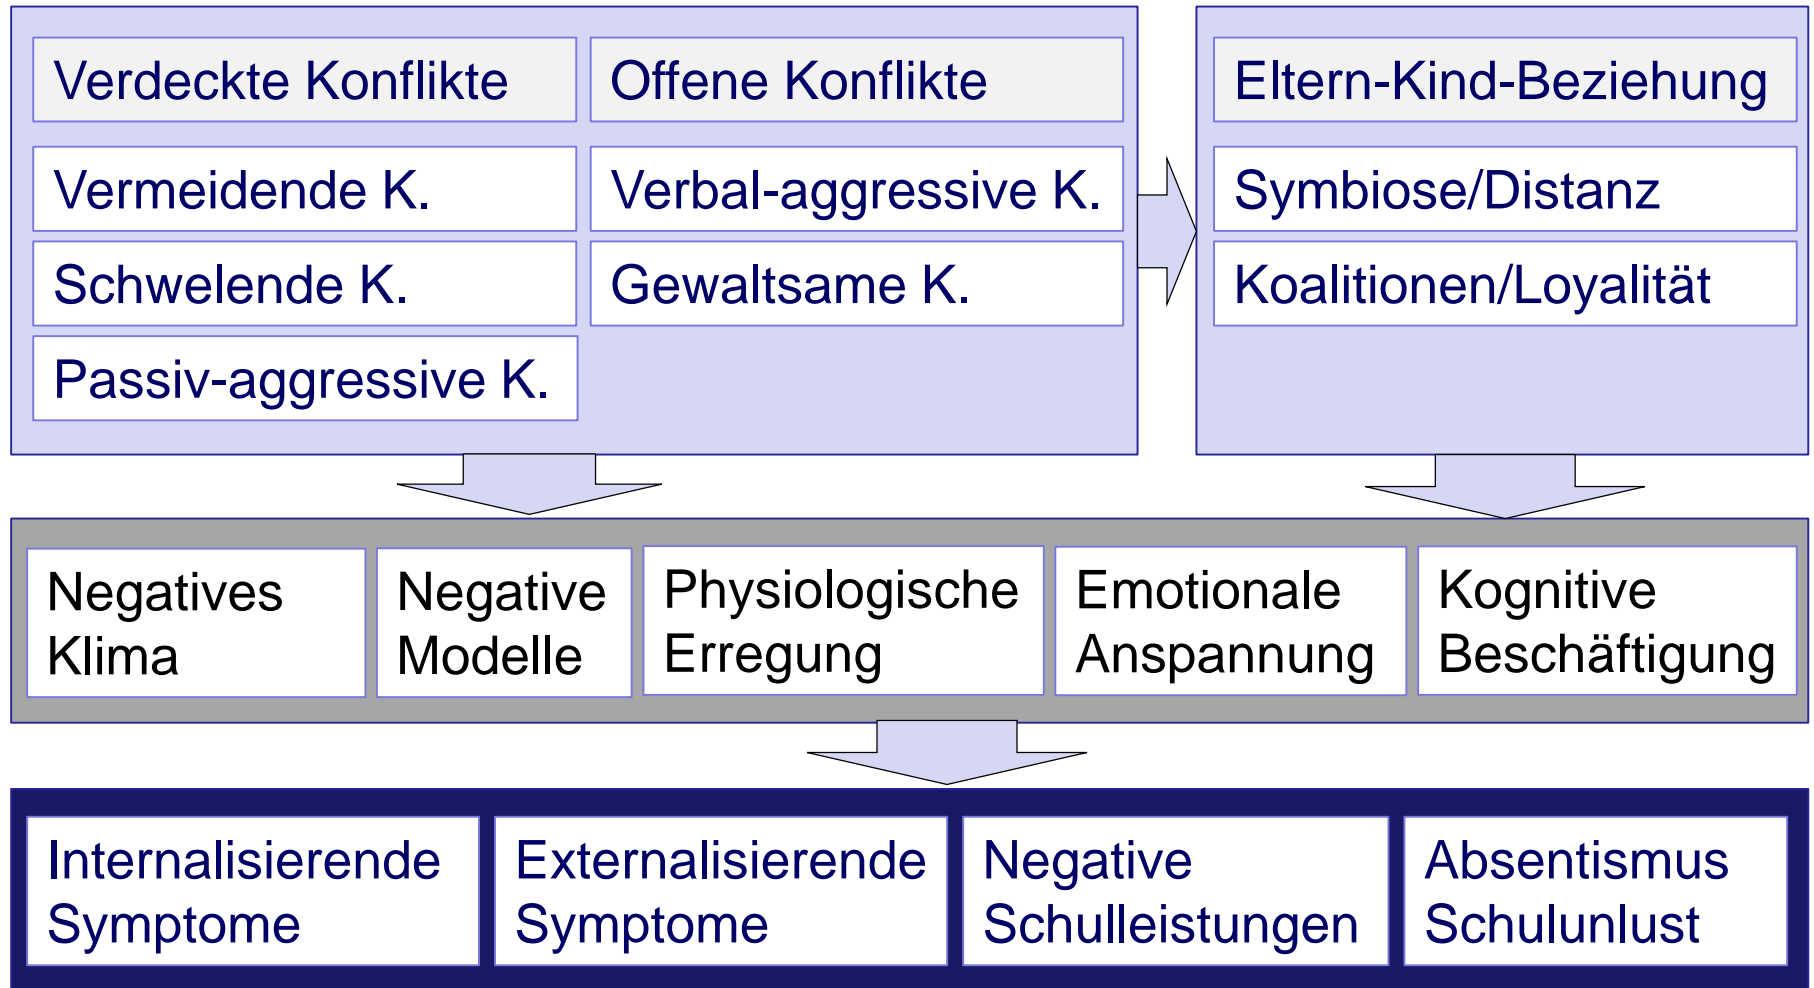 Verdeckte Konflikte
Offene Konflikte
Eltern-Kind-Beziehung
Vermeidende K.
Verbal-aggressive K.
Symbiose/Distanz
Schwelende K.
Gewaltsame K.
Koalitionen/Loyalität
Passiv-aggressive K.
Negatives
Klima
Negative
Modelle
Physiologische
Erregung
Emotionale
Anspannung
Kognitive
Beschäftigung
Internalisierende
Symptome
Externalisierende
Symptome
Negative
Schulleistungen
Absentismus
Schulunlust